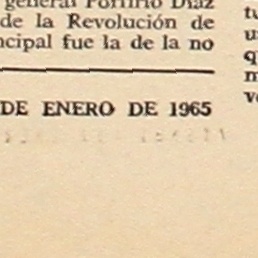 general Porfirio Díaz
de la Revolución de
ncipal fue la de la no
DE ENERO DE 1965